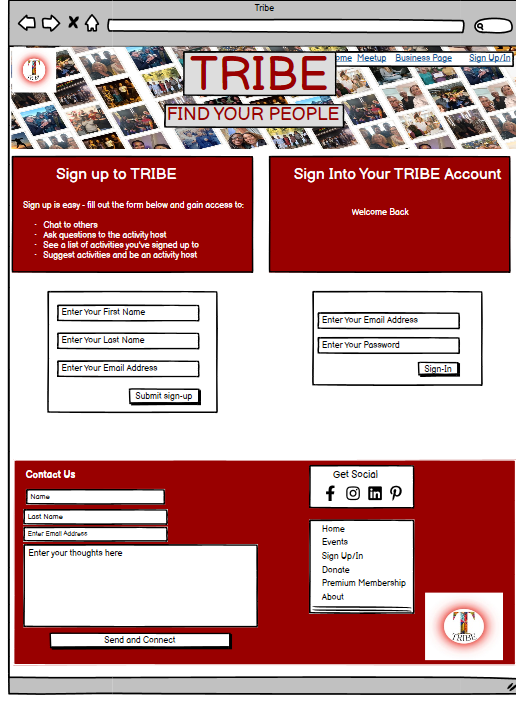 Tribe
TRIBE
ome Meetup Business Page Sign Up/In
TRIBE
FIND YOUR PEOPLE
Sign up to TRIBE
Sign up is easy - fill out the form below and gain access to:
- Chat to others
- Ask questions to the activity host
- See a list of activities you've signed up to
- Suggest activities and be an activity host
Sign Into Your TRIBE Account
Welcome Back
Enter Your First Name
Enter Your Last Name
Enter Your Email Address
Submit sign-up
Enter Your Email Address
Enter Your Password
Sign-In
Contact Us
Name
Last Name
Enter Email Address
Enter your thoughts here
Send and Connect
Get Social
Home
Events
Sign Up/In
Donate
Premium Membership
About
T
TRIBE